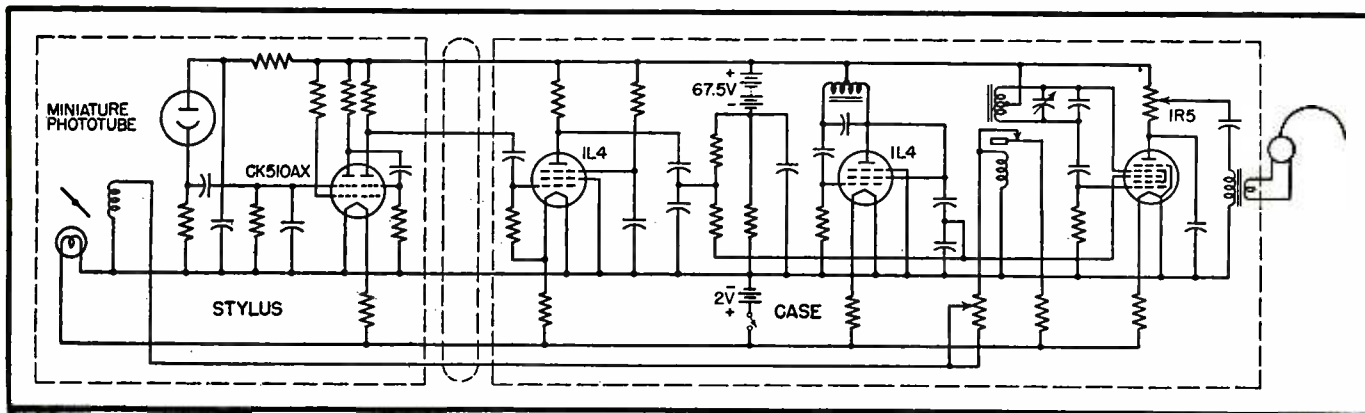 MINIATURE
PHOTOTUBE
CK510AX
STYLUS
1L4
+
67.5V
-
2V
-
+
CASE
1L4
1R5